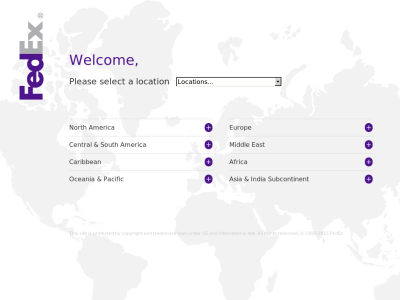 FedEx®
Welcome,
Please select a location
Locations...
North America
Europe
Central & South America
Middle East
Caribbean
Africa
Oceania & Pacific
Asia & India Subcontinent